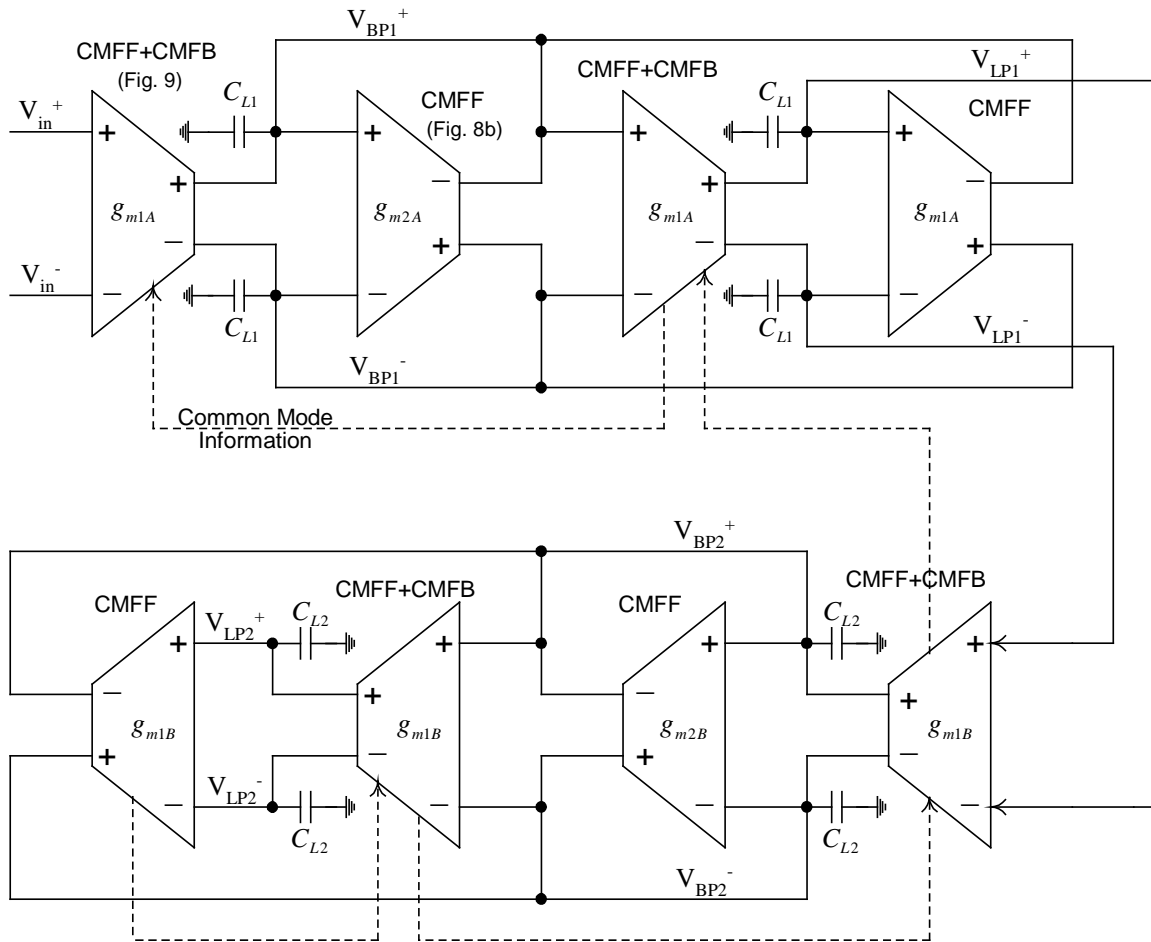 V_BP1^+
CMFF+CMFB
(Fig. 9)
V_in^+
C_L1
CMFF
(Fig. 8b)
CMFF+CMFB
C_L1
V_LP1^+
CMFF
+ + + +
+ − + −
g_m1A g_m2A g_m1A g_m1A
− + − +
V_in^-
− − − −
C_L1
C_L1
V_LP1^-
V_BP1^-
Common Mode
Information
V_BP2^+
CMFF
CMFF+CMFB
CMFF
CMFF+CMFB
V_LP2^+
C_L2
C_L2
+ + + +
− + − +
g_m1B g_m1B g_m2B g_m1B
+ − + −
V_LP2^-
− − − −
C_L2
C_L2
V_BP2^-